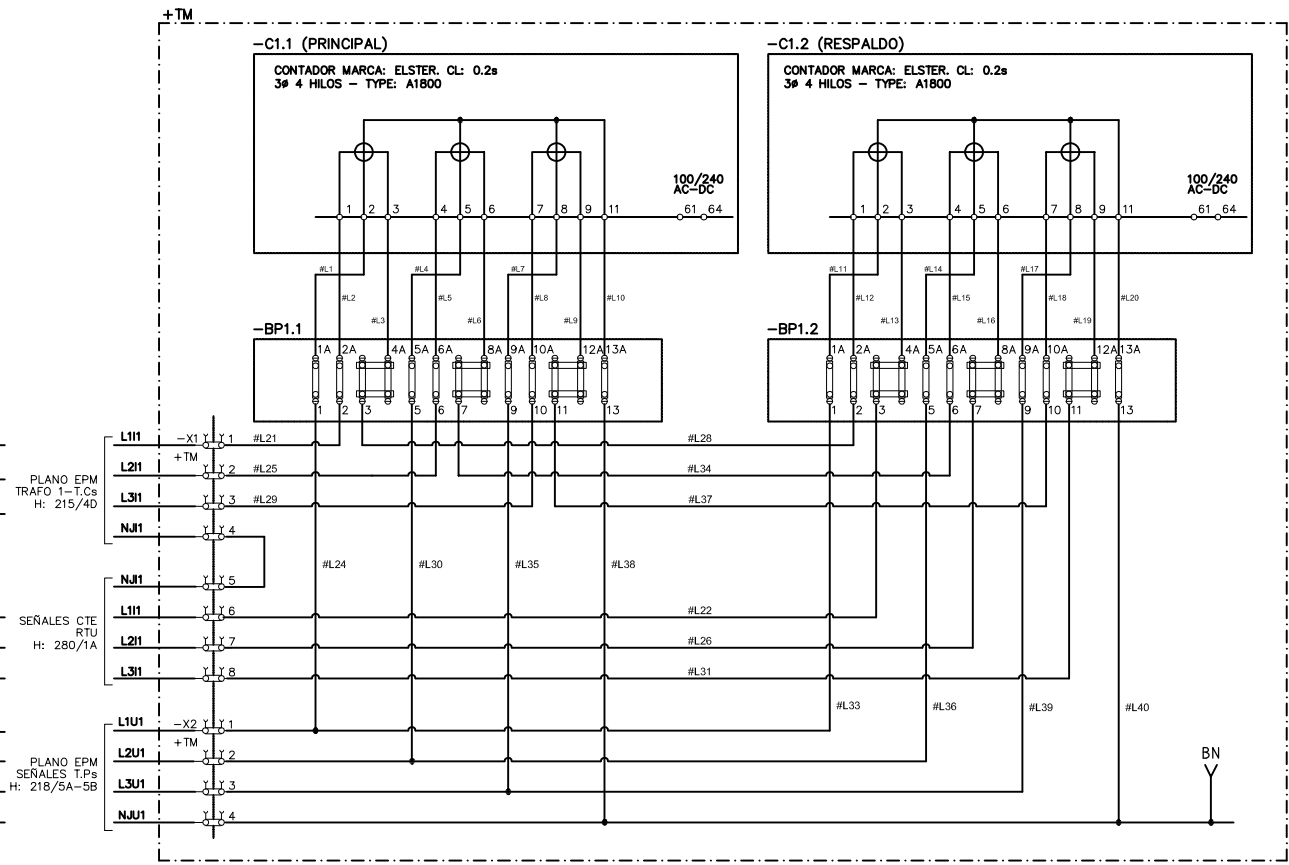 +TM
-C1.1 (PRINCIPAL)
CONTADOR MARCA: ELSTER. CL: 0.2s
3ø 4 HILOS - TYPE: A1800
100/240
AC-DC
1 2 3 4 5 6 7 8 9 11 61 64
-C1.2 (RESPALDO)
CONTADOR MARCA: ELSTER. CL: 0.2s
3ø 4 HILOS - TYPE: A1800
100/240
AC-DC
1 2 3 4 5 6 7 8 9 11 61 64
#L1 #L4 #L7
#L2 #L5 #L8 #L10
#L3 #L6 #L9
#L11 #L14 #L17
#L12 #L15 #L18 #L20
#L13 #L16 #L19
-BP1.1
1A 2A 4A 5A 6A 8A 9A 10A 12A 13A
1 2 3 5 6 7 9 10 11 13
-BP1.2
1A 2A 4A 5A 6A 8A 9A 10A 12A 13A
1 2 3 5 6 7 9 10 11 13
L1I1 -X1 1 #L21 #L28
+TM
L2I1 2 #L25 #L34
L3I1 3 #L29 #L37
NJI1 4
PLANO EPM
TRAFO 1-T.Cs
H: 215/4D
#L24 #L30 #L35 #L38
NJI1 5
L1I1 6 #L22
L2I1 7 #L26
L3I1 8 #L31
SEÑALES CTE
RTU
H: 280/1A
#L33 #L36 #L39 #L40
L1U1 -X2 1
+TM
L2U1 2
L3U1 3
NJU1 4
PLANO EPM
SEÑALES T.Ps
H: 218/5A-5B
BN